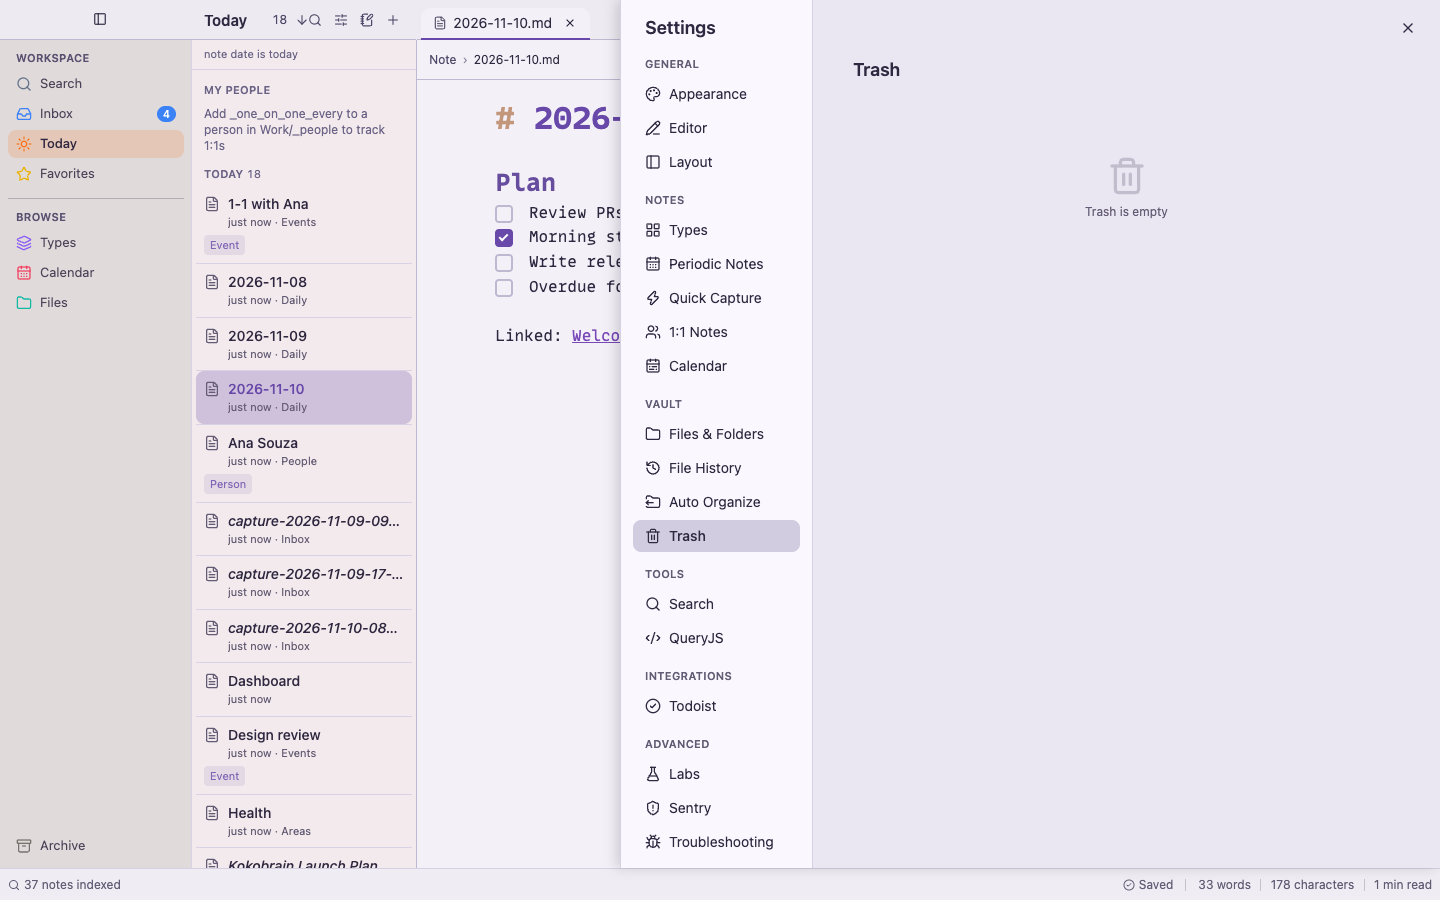 WORKSPACE
Search
Inbox
4
Today
Favorites
BROWSE
Types
Calendar
Files
Archive
Today
18
note date is today
MY PEOPLE
Add _one_on_one_every to a
person in Work/_people to track
1:1s
TODAY 18
1-1 with Ana
just now · Events
Event
2026-11-08
just now · Daily
2026-11-09
just now · Daily
2026-11-10
just now · Daily
Ana Souza
just now · People
Person
capture-2026-11-09-09...
just now · Inbox
capture-2026-11-09-17-...
just now · Inbox
capture-2026-11-10-08...
just now · Inbox
Dashboard
just now
Design review
just now · Events
Event
Health
just now · Areas
Kokobrain Launch Plan
2026-11-10.md
Note › 2026-11-10.md
# 2026-
Plan
Review PRs
Morning st
Write rele
Overdue fo
Linked: Welco
Settings
GENERAL
Appearance
Editor
Layout
NOTES
Types
Periodic Notes
Quick Capture
1:1 Notes
Calendar
VAULT
Files & Folders
File History
Auto Organize
Trash
TOOLS
Search
QueryJS
INTEGRATIONS
Todoist
ADVANCED
Labs
Sentry
Troubleshooting
Trash
Trash is empty
37 notes indexed
Saved
33 words
178 characters
1 min read